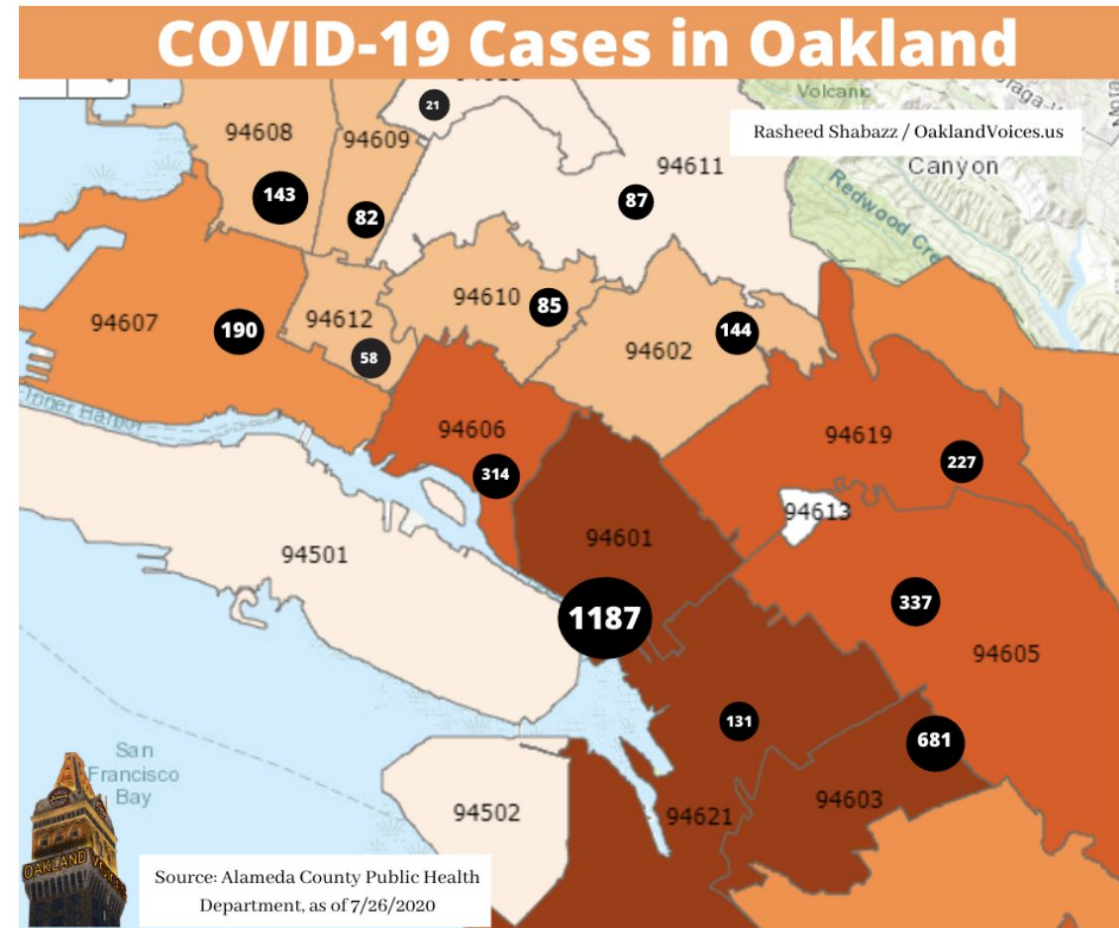 COVID-19 Cases in Oakland
Volcanic
Rasheed Shabazz / OaklandVoices.us
21
94608
94609
94611
Canyon
143
82
87
Redwood
94607
190
94612
58
94610
85
94602
144
Inner Harbor
94606
314
94619
227
94613
94601
94501
1187
337
94605
131
681
San
Francisco
Bay
94502
94621
94603
OAKLAND
Source: Alameda County Public Health
Department, as of 7/26/2020